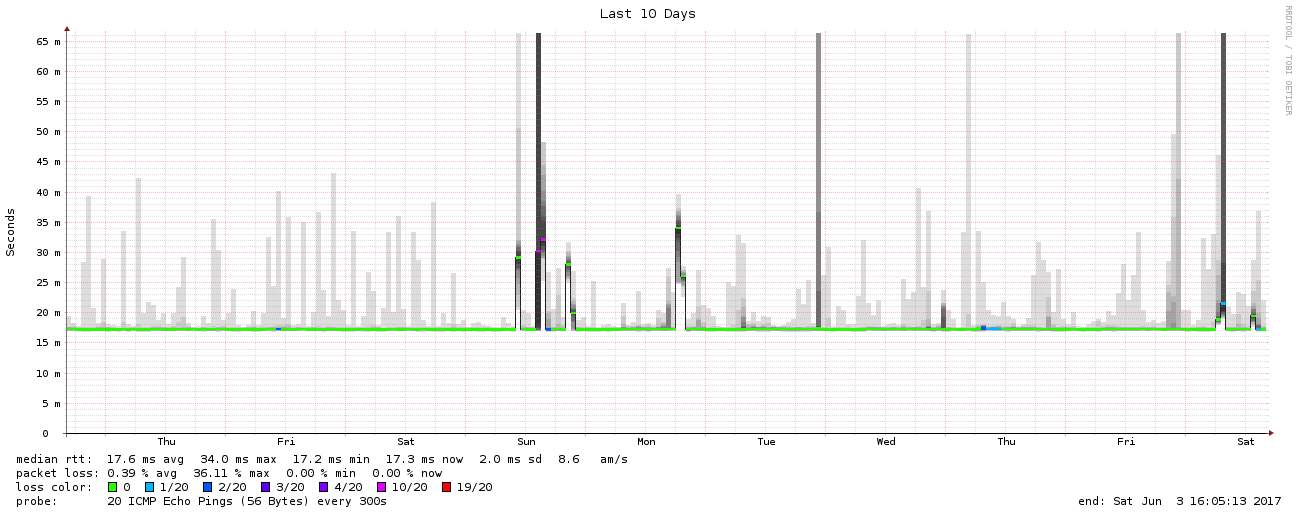 Last 10 Days
RRDTOOL / TOBI OETIKER
Seconds
65 m
60 m
55 m
50 m
45 m
40 m
35 m
30 m
25 m
20 m
15 m
10 m
5 m
0
Thu Fri Sat Sun Mon Tue Wed Thu Fri Sat
median rtt: 17.6 ms avg 34.0 ms max 17.2 ms min 17.3 ms now 2.0 ms sd 8.6 am/s
packet loss: 0.39 % avg 36.11 % max 0.00 % min 0.00 % now
loss color: 0 1/20 2/20 3/20 4/20 10/20 19/20
probe: 20 ICMP Echo Pings (56 Bytes) every 300s end: Sat Jun 3 16:05:13 2017